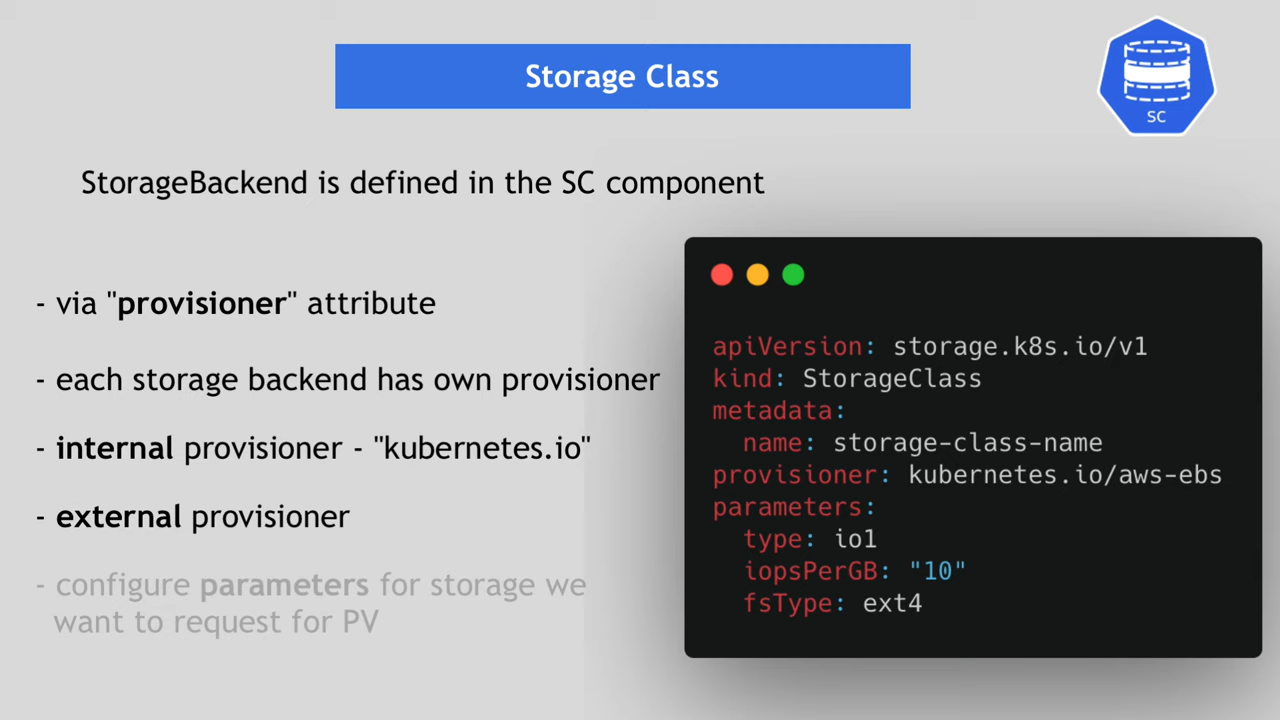 Storage Class
SC
StorageBackend is defined in the SC component
- via "provisioner" attribute
- each storage backend has own provisioner
- internal provisioner - "kubernetes.io"
- external provisioner
- configure parameters for storage we
want to request for PV
apiVersion: storage.k8s.io/v1
kind: StorageClass
metadata:
  name: storage-class-name
provisioner: kubernetes.io/aws-ebs
parameters:
  type: io1
  iopsPerGB: "10"
  fsType: ext4